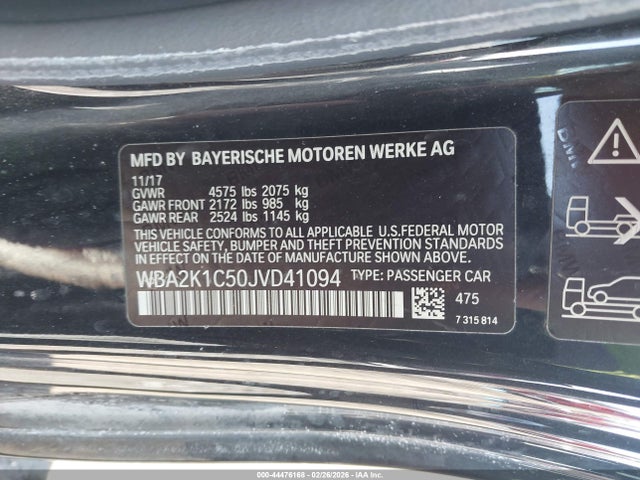 MFD BY BAYERISCHE MOTOREN WERKE AG
11/17
GVWR 4575 lbs 2075 kg
GAWR FRONT 2172 lbs 985 kg
GAWR REAR 2524 lbs 1145 kg
THIS VEHICLE CONFORMS TO ALL APPLICABLE U.S.FEDERAL MOTOR
VEHICLE SAFETY, BUMPER AND THEFT PREVENTION STANDARDS
IN EFFECT ON THE DATE OF MANUFACTURE SHOWN ABOVE
WBA2K1C50JVD41094 TYPE: PASSENGER CAR
475
7 315 814
000-44476168 - 02/26/2026 - IAAI.com